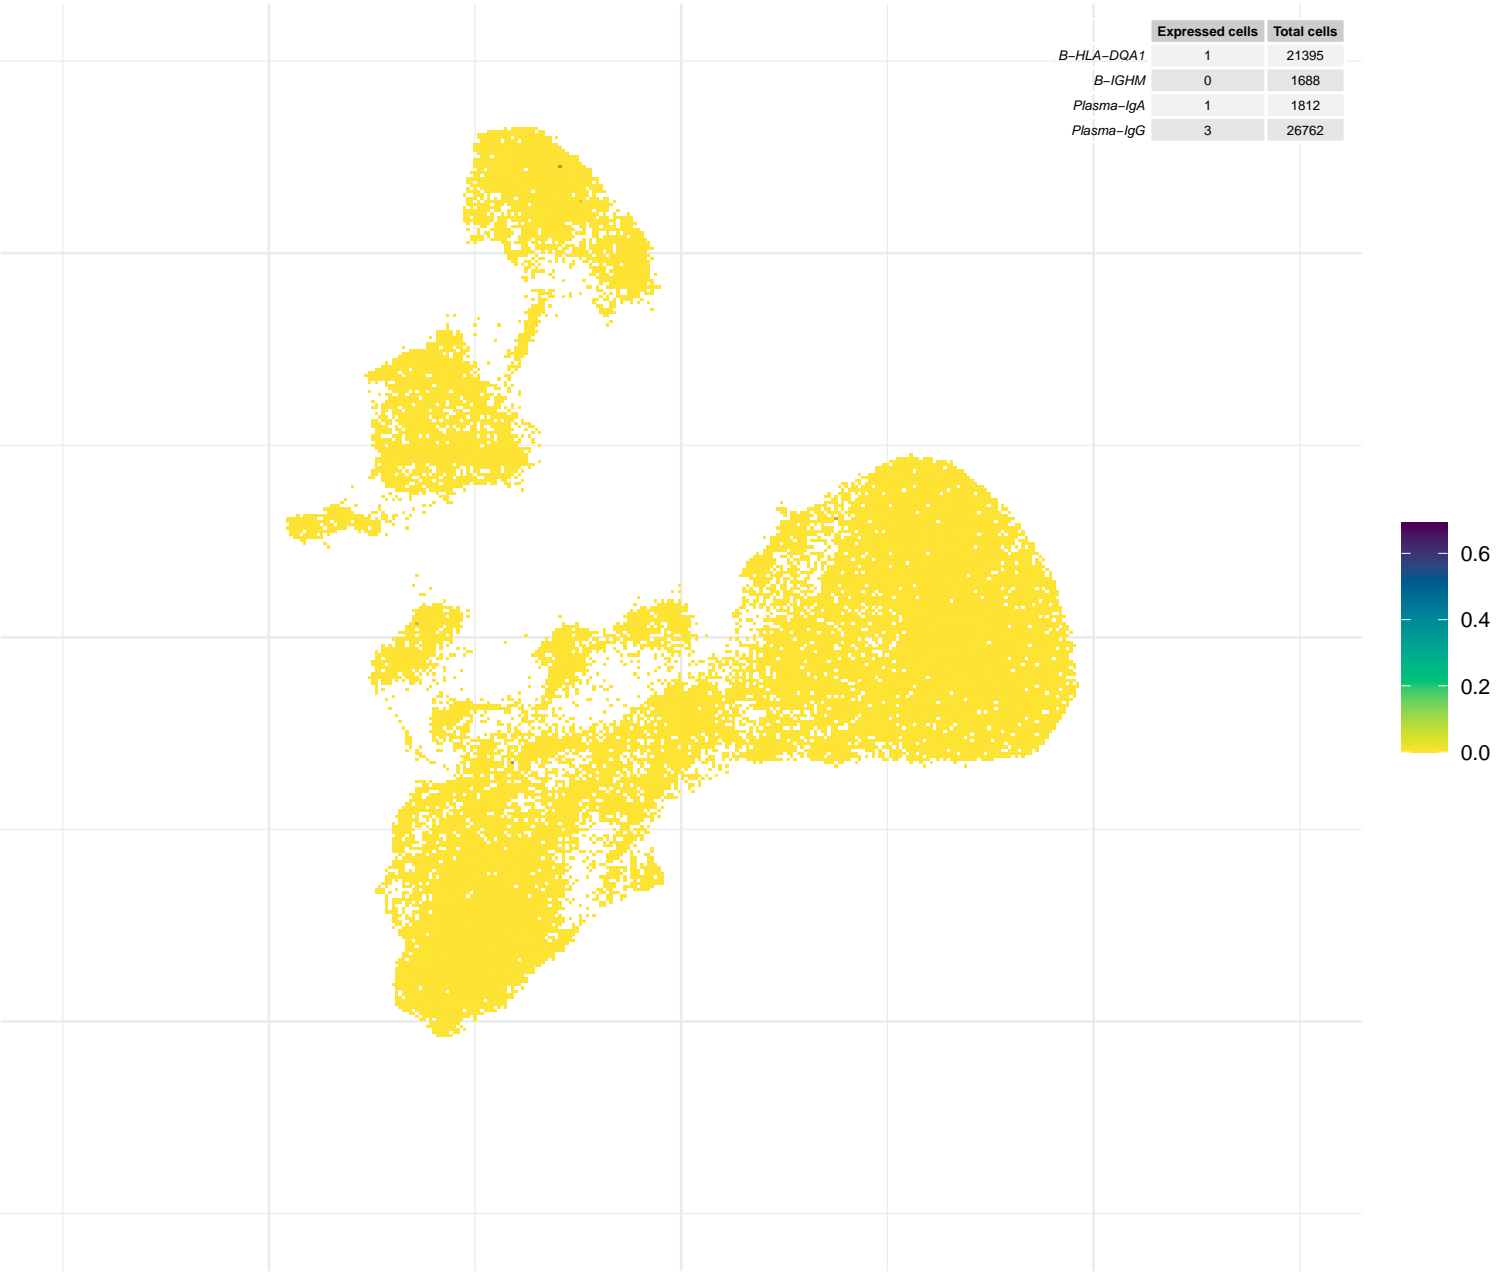 Expressed cells Total cells
B−HLA−DQA1 1 21395
B−IGHM 0 1688
Plasma−IgA 1 1812
Plasma−IgG 3 26762
0.6
0.4
0.2
0.0